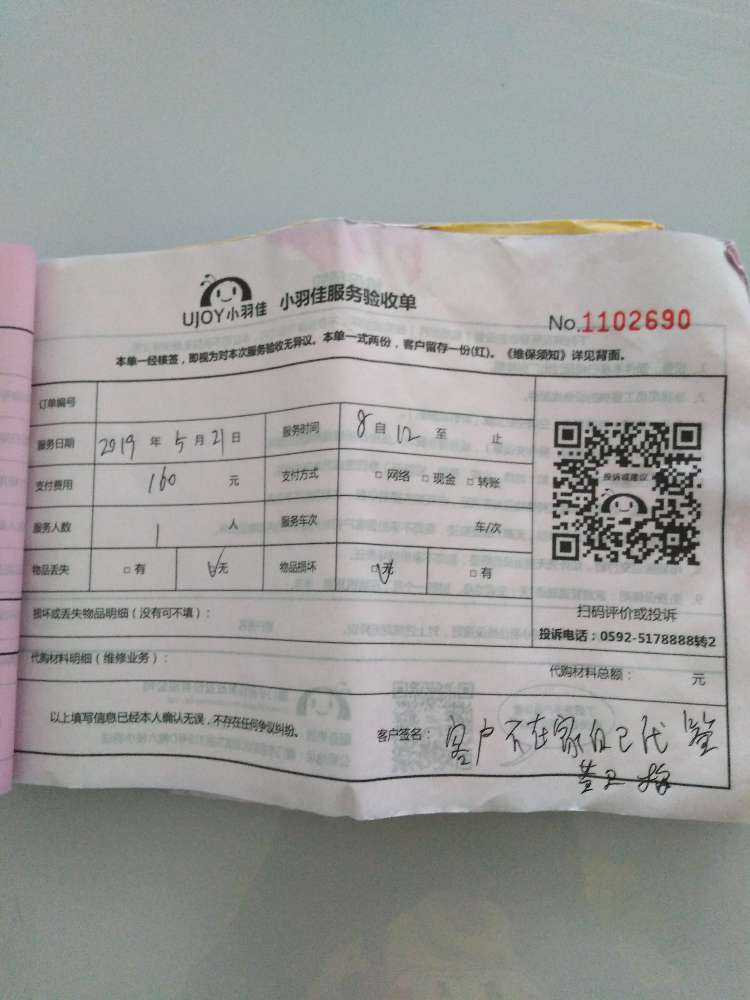 UJOY小羽佳 小羽佳服务验收单
No.1102690
本单一经核签，即视为对本次服务验收无异议。本单一式两份，客户留存一份(红)。《维保须知》详见背面。
订单编号
服务日期 2019 年 5 月 21 日 服务时间 8 自 12 至 止
支付费用 160 元 支付方式 □ 网络 □ 现金 □ 转账
服务人数 1 人 服务车次 车/次
物品丢失 □ 有 □无 物品损坏 □无 □ 有
投诉或建议
扫码评价或投诉
投诉电话：0592-5178888转2
损坏或丢失物品明细（没有可不填）：
代购材料明细（维修业务）： 代购材料总额： 元
以上填写信息已经本人确认无误，不存在任何争议纠纷。 客户签名： 客户不在家自己代签